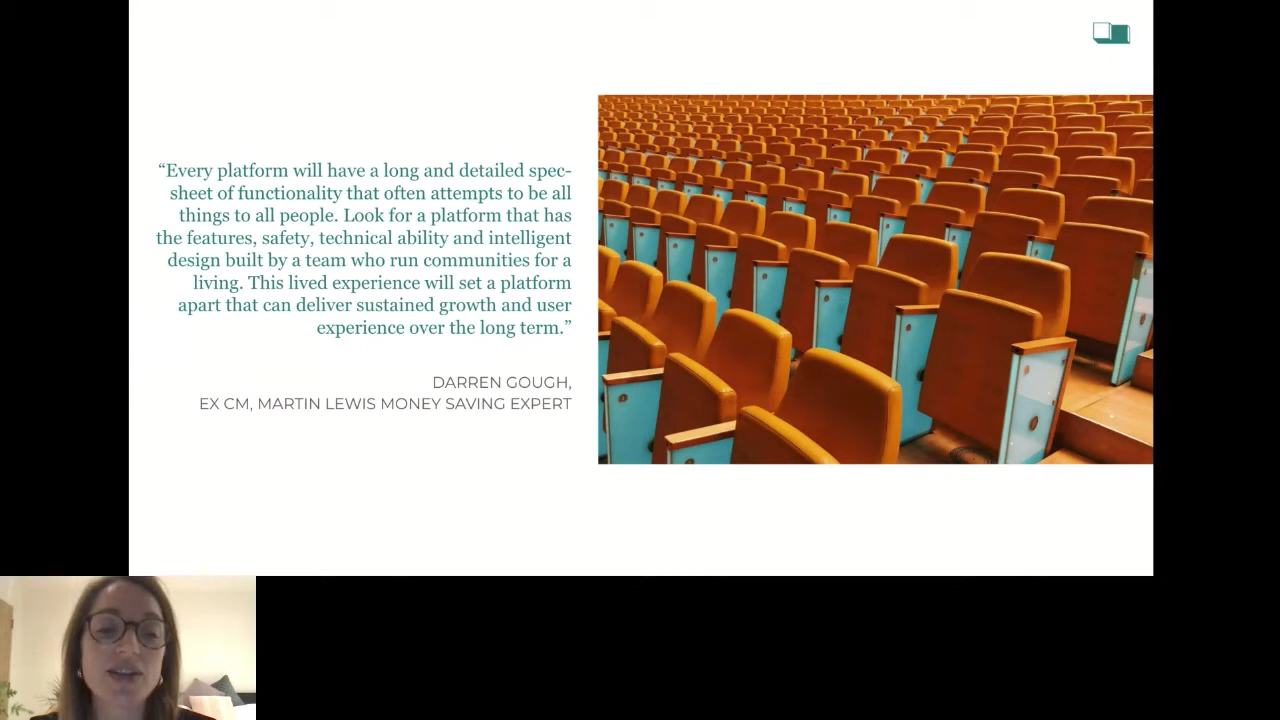 “Every platform will have a long and detailed spec-
sheet of functionality that often attempts to be all
things to all people. Look for a platform that has
the features, safety, technical ability and intelligent
design built by a team who run communities for a
living. This lived experience will set a platform
apart that can deliver sustained growth and user
experience over the long term.”
DARREN GOUGH,
EX CM, MARTIN LEWIS MONEY SAVING EXPERT